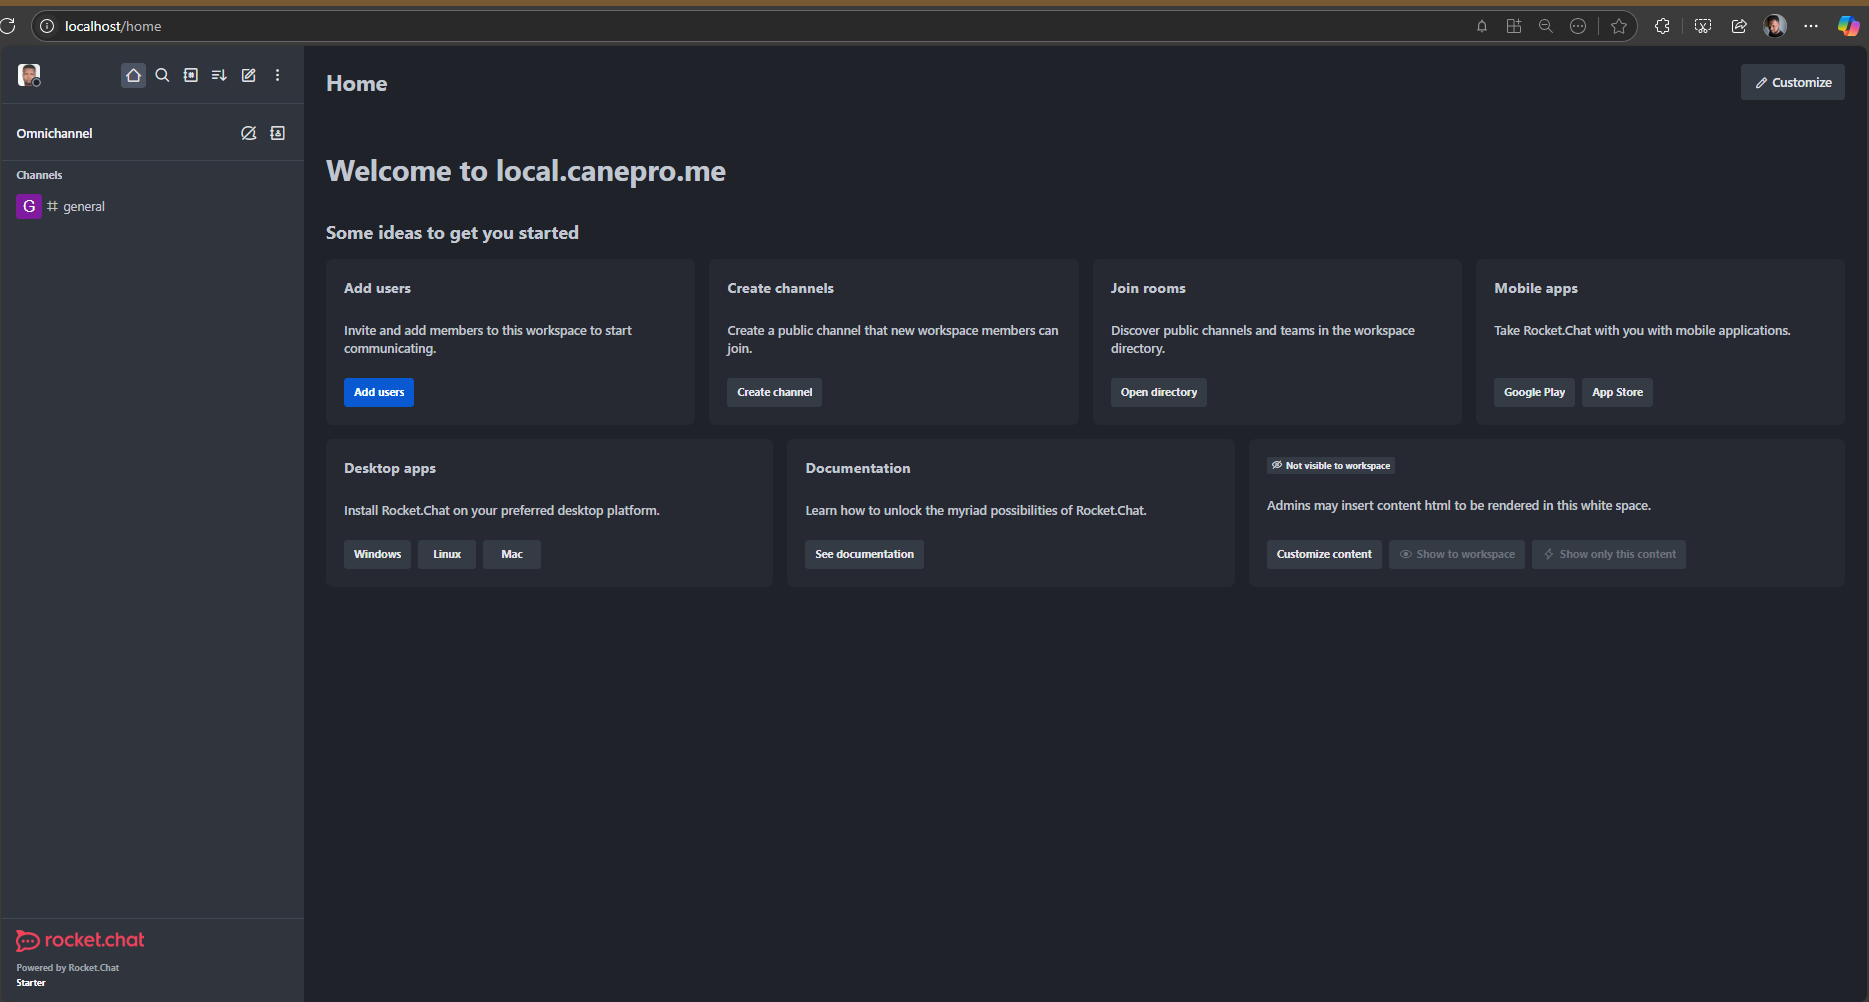 localhost/home
Home
Customize
Omnichannel
Channels
G # general
Welcome to local.canepro.me
Some ideas to get you started
Add users
Invite and add members to this workspace to start
communicating.
Add users
Create channels
Create a public channel that new workspace members can
join.
Create channel
Join rooms
Discover public channels and teams in the workspace
directory.
Open directory
Mobile apps
Take Rocket.Chat with you with mobile applications.
Google Play App Store
Desktop apps
Install Rocket.Chat on your preferred desktop platform.
Windows Linux Mac
Documentation
Learn how to unlock the myriad possibilities of Rocket.Chat.
See documentation
Not visible to workspace
Admins may insert content html to be rendered in this white space.
Customize content Show to workspace Show only this content
rocket.chat
Powered by Rocket.Chat
Starter